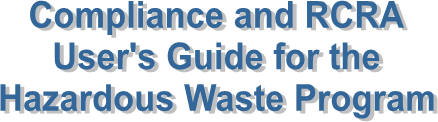 Compliance and RCRA
User's Guide for the
Hazardous Waste Program